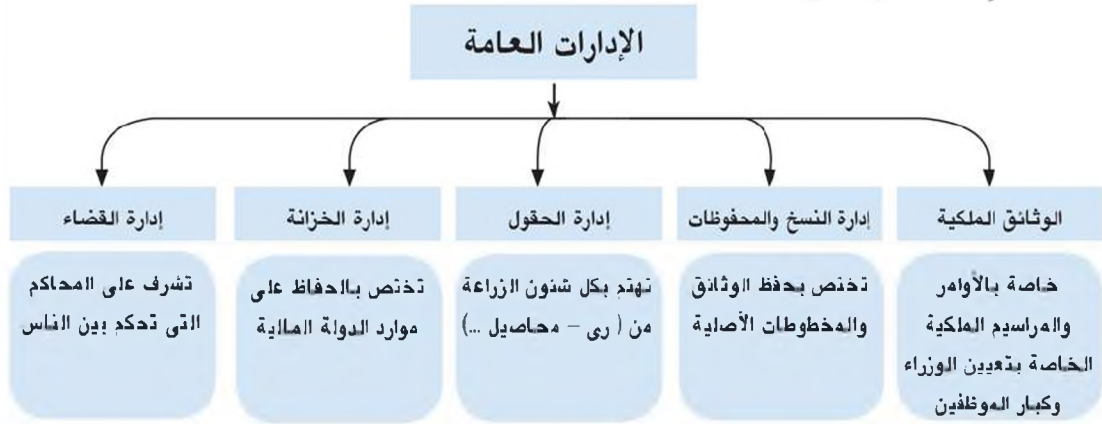 الإدارات العامة
الوثائق الملكية
خاصة بالأوامر
والمراسيم الملكية
الخاصة بتعيين الوزراء
وكبار الموظفين
إدارة النسخ والمحفوظات
تختص بحفظ الوثائق
والمخطوطات الأصلية
إدارة الحقول
تهتم بكل شئون الزراعة
من ( رى – محاصيل ...)
إدارة الخزانة
تختص بالحفاظ على
موارد الدولة المالية
إدارة القضاء
تشرف على المحاكم
التى تحكم بين الناس